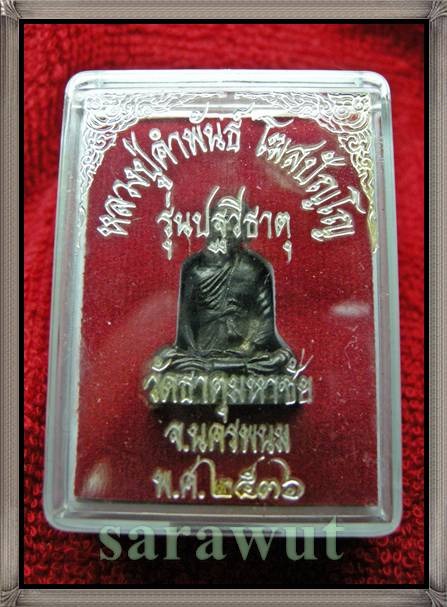 หลวงปู่คำพันธ์ โฆสปัญโญ
รุ่นปฐวีธาตุ
วัดธาตุมหาชัย
จ.นครพนม
พ.ศ.๒๕๓๖
sarawut